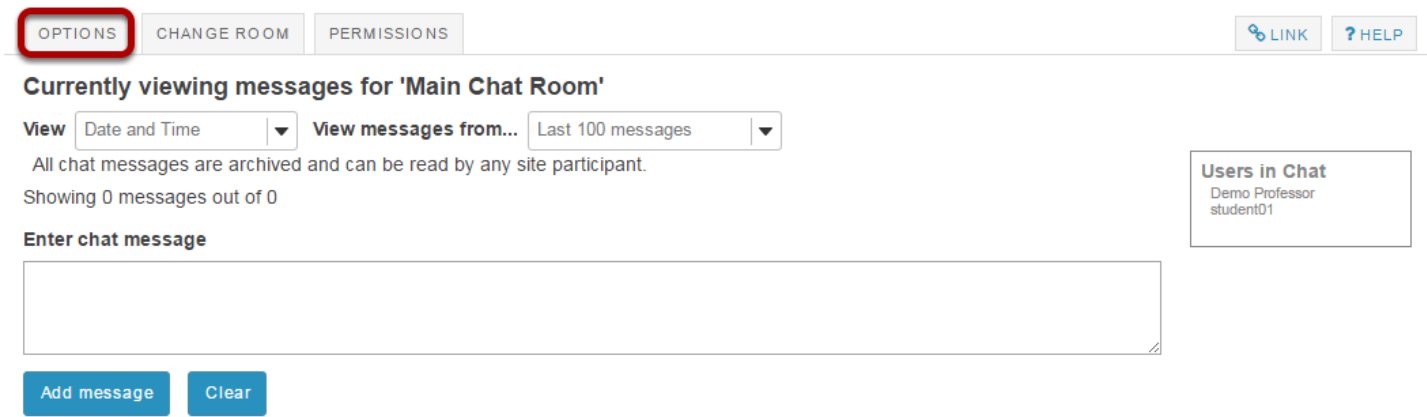 OPTIONS CHANGE ROOM PERMISSIONS LINK ? HELP
Currently viewing messages for 'Main Chat Room'
View Date and Time View messages from... Last 100 messages
All chat messages are archived and can be read by any site participant.
Showing 0 messages out of 0
Users in Chat
Demo Professor
student01
Enter chat message
Add message Clear